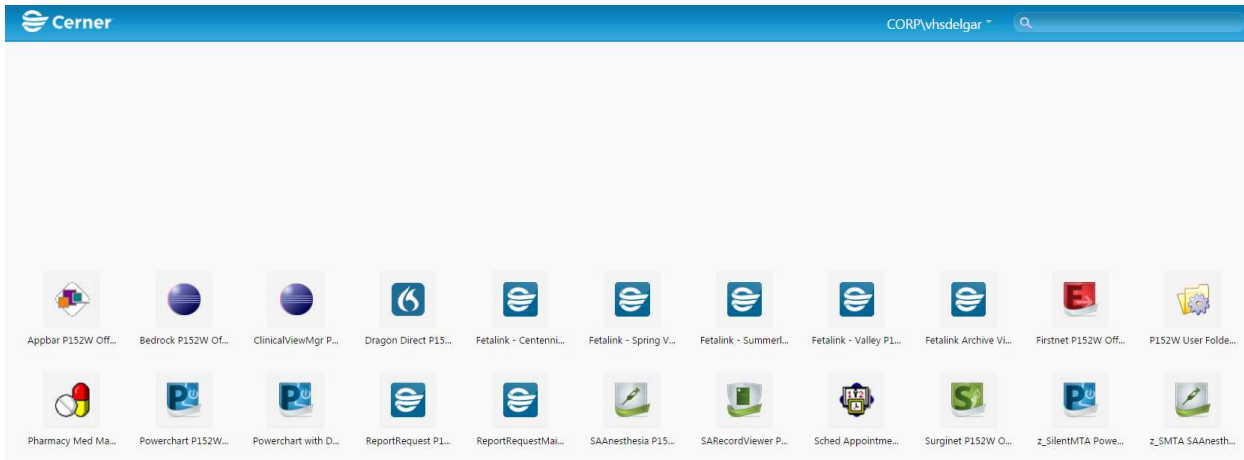 Cerner
CORP\vhsdelgar
Appbar P152W Off...
Bedrock P152W Of...
ClinicalViewMgr P...
Dragon Direct P15...
Fetalink - Centenni...
Fetalink - Spring V...
Fetalink - Summerl...
Fetalink - Valley P1...
Fetalink Archive Vi...
Firstnet P152W Off...
P152W User Folde...
Pharmacy Med Ma...
Powerchart P152W...
Powerchart with D...
ReportRequest P1...
ReportRequestMai...
SAAnesthesia P15...
SARecordViewer P...
Sched Appointme...
Surginet P152W O...
z_SilentMTA Powe...
z_SMTA SAAnesth...